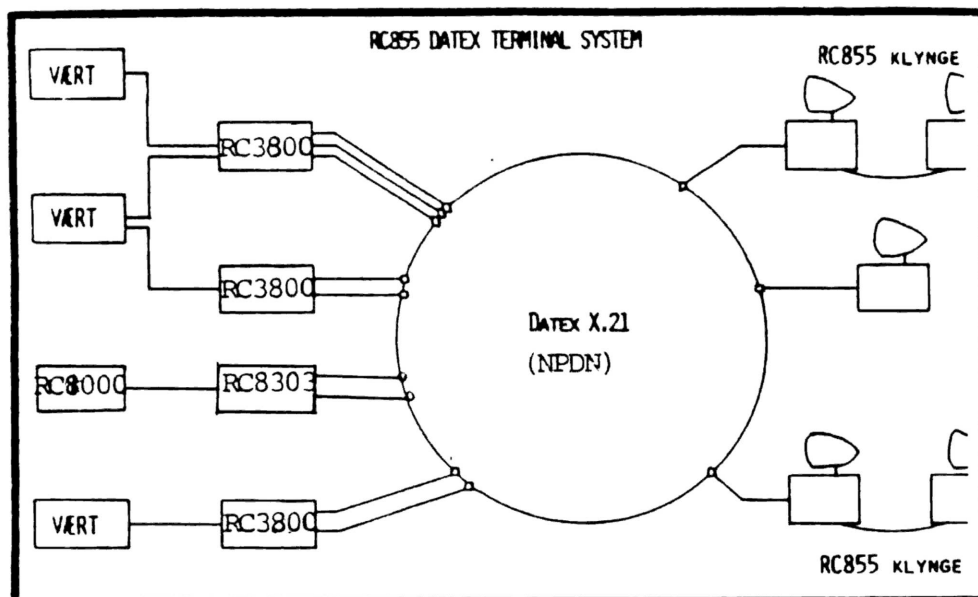 RC855 DATEX TERMINAL SYSTEM
RC855 KLYNGE
VÆRT
RC3800
VÆRT
RC3800
DATEX X.21
(NPDN)
RC8000
RC8303
VÆRT
RC3800
RC855 KLYNGE